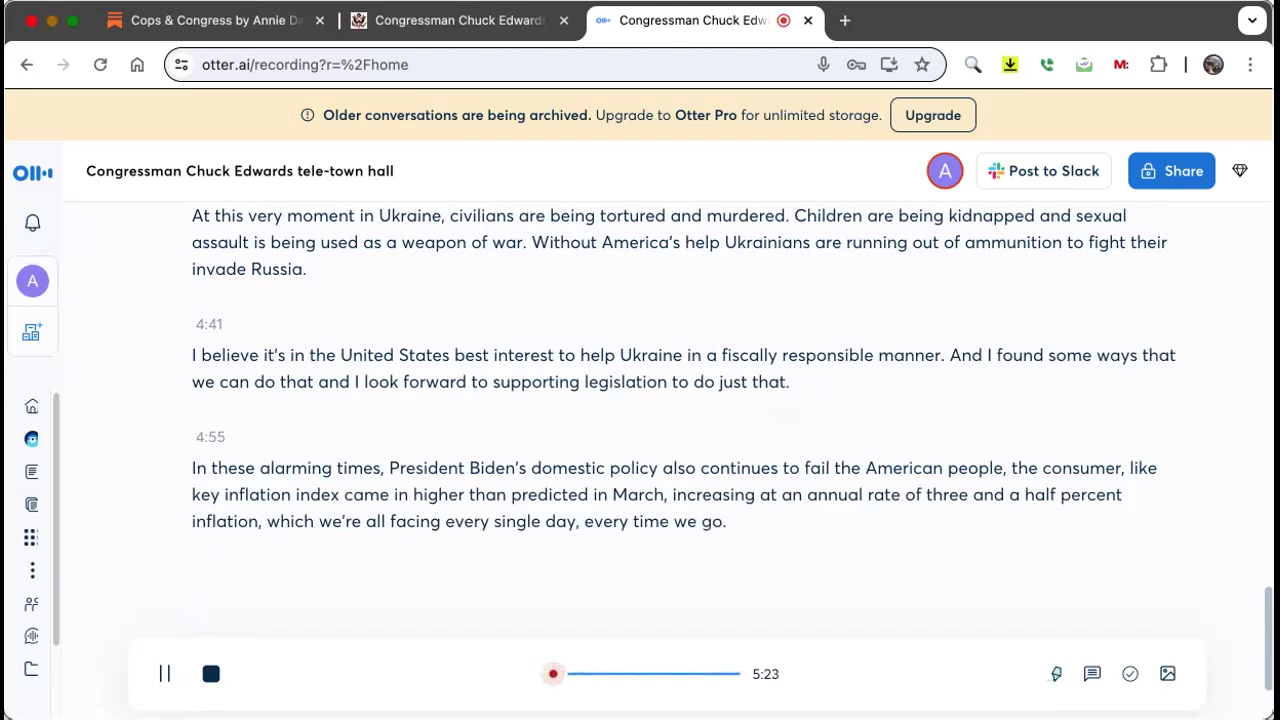 Cops & Congress by Annie Da
Congressman Chuck Edwards
Congressman Chuck Edw
otter.ai/recording?r=%2Fhome
M:
Older conversations are being archived. Upgrade to Otter Pro for unlimited storage.
Upgrade
Congressman Chuck Edwards tele-town hall
A
Post to Slack
Share
A
At this very moment in Ukraine, civilians are being tortured and murdered. Children are being kidnapped and sexual
assault is being used as a weapon of war. Without America's help Ukrainians are running out of ammunition to fight their
invade Russia.
4:41
I believe it's in the United States best interest to help Ukraine in a fiscally responsible manner. And I found some ways that
we can do that and I look forward to supporting legislation to do just that.
4:55
In these alarming times, President Biden's domestic policy also continues to fail the American people, the consumer, like
key inflation index came in higher than predicted in March, increasing at an annual rate of three and a half percent
inflation, which we're all facing every single day, every time we go.
5:23